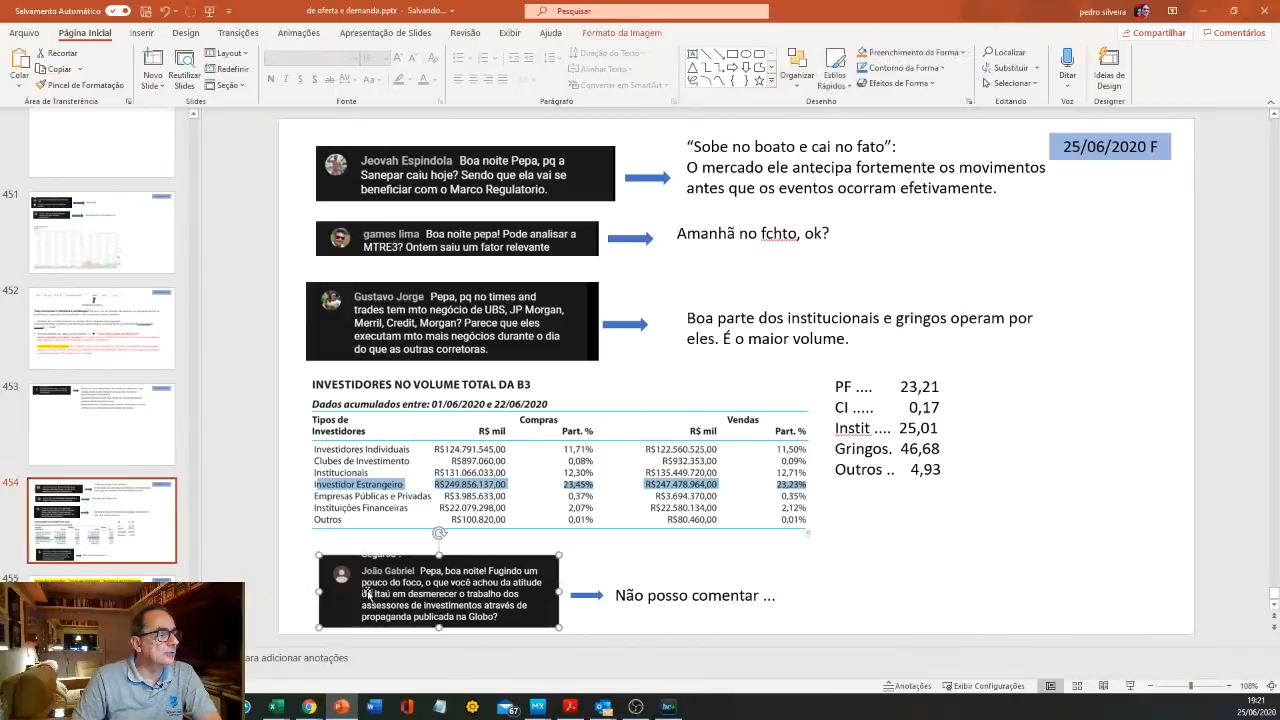 Salvamento Automático
de oferta e demanda.pptx - Salvando...
Pesquisar
pedro silveira
Arquivo
Página Inicial
Inserir
Design
Transições
Animações
Apresentação de Slides
Revisão
Exibir
Ajuda
Formato da Imagem
Compartilhar
Comentários
Colar
Recortar
Copiar
Pincel de Formatação
Área de Transferência
Novo Slide
Reutilizar Slides
Layout
Redefinir
Seção
Slides
N I S ab AV Aa
Fonte
Direção do Texto
Alinhar Texto
Converter em SmartArt
Parágrafo
Organizar
Estilos Rápidos
Preenchimento da Forma
Contorno da Forma
Efeitos de Forma
Desenho
Localizar
Substituir
Selecionar
Editando
Ditar
Voz
Ideias de Design
Designer
451
452
453
454
455
25/06/2020 F
Jeovah Espindola Boa noite Pepa, pq a
Sanepar caiu hoje? Sendo que ela vai se
beneficiar com o Marco Regulatorio.
“Sobe no boato e cai no fato”:
O mercado ele antecipa fortemente os movimentos
antes que os eventos ocorram efetivamente.
games lima Boa noite pepa! Pode analisar a
MTRE3? Ontem saiu um fator relevante
Amanhã no fchto, ok?
Gustavo Jorge Pepa, pq no times and
trades tem mto negócio de UBS, JP Morgan,
Merril, Credit, Morgan? Pareco que eles
executam mto mais negócios durante o dia
do que as outras corretoras.
Boa parte dos institucionais e gringos operam por
eles. É o maior volume.
INVESTIDORES NO VOLUME TOTAL DA B3
Dados acumulados entre: 01/06/2020 e 22/06/2020
Tipos de Compras Vendas
Investidores R$ mil Part. % R$ mil Part. %
Investidores Individuais R$124.791.545,00 11,71% R$122.560.525,00 11,50%
Clubes de Investimento R$897.060,00 0,08% R$932.353,00 0,09%
Institucionais R$131.066.033,00 12,30% R$135.449.720,00 12,71%
Investidor Estrangeiro R$249.856.137,00 23,45% R$247.478.964,00 23,23%
Empresas Públicas e Privadas R$3.985.633,00 0,37% R$3.694.370,00 0,35%
Instituições Financeiras R$22.079.256,00 2,07% R$22.580.134,00 2,12%
Outros R$100.820,00 0,01% R$80.460,00 0,01%
PF .... 23,21
CI ..... 0,17
Instit .... 25,01
Gringos. 46,68
Outros .. 4,93
João Gabriel Pepa, boa noite! Fugindo um
pouco do foco, o que você achou da atitude
Itaú em desmerecer o trabalho dos
assessores de investimentos através de
propaganda publicada na Globo?
Não posso comentar ...
ara adicionar anotações
Anotações
Exibir Configurações
108%
67
19:21
25/06/2020